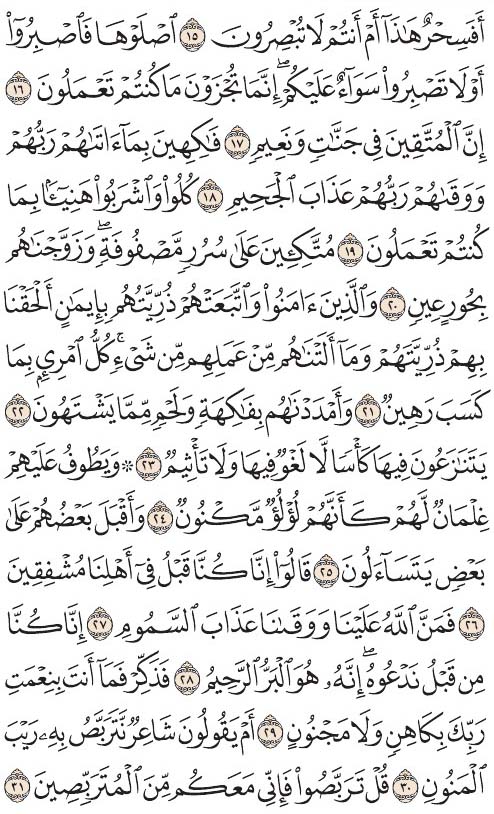 أَفَسِحْرٌ هَٰذَآ أَمْ أَنتُمْ لَا تُبْصِرُونَ ١٥ ٱصْلَوْهَا فَٱصْبِرُوٓا۟
أَوْ لَا تَصْبِرُوا۟ سَوَآءٌ عَلَيْكُمْ ۖ إِنَّمَا تُجْزَوْنَ مَا كُنتُمْ تَعْمَلُونَ ١٦
إِنَّ ٱلْمُتَّقِينَ فِى جَنَّٰتٍ وَنَعِيمٍ ١٧ فَٰكِهِينَ بِمَآ ءَاتَىٰهُمْ رَبُّهُمْ
وَوَقَىٰهُمْ رَبُّهُمْ عَذَابَ ٱلْجَحِيمِ ١٨ كُلُوا۟ وَٱشْرَبُوا۟ هَنِيٓـًٔۢا بِمَا
كُنتُمْ تَعْمَلُونَ ١٩ مُتَّكِـِٔينَ عَلَىٰ سُرُرٍ مَّصْفُوفَةٍ ۖ وَزَوَّجْنَٰهُم
بِحُورٍ عِينٍ ٢٠ وَٱلَّذِينَ ءَامَنُوا۟ وَٱتَّبَعَتْهُمْ ذُرِّيَّتُهُم بِإِيمَٰنٍ أَلْحَقْنَا
بِهِمْ ذُرِّيَّتَهُمْ وَمَآ أَلَتْنَٰهُم مِّنْ عَمَلِهِم مِّن شَىْءٍ ۚ كُلُّ ٱمْرِئٍۭ بِمَا
كَسَبَ رَهِينٌ ٢١ وَأَمْدَدْنَٰهُم بِفَٰكِهَةٍ وَلَحْمٍ مِّمَّا يَشْتَهُونَ ٢٢
يَتَنَٰزَعُونَ فِيهَا كَأْسًا لَّا لَغْوٌ فِيهَا وَلَا تَأْثِيمٌ ٢٣ ۞ وَيَطُوفُ عَلَيْهِمْ
غِلْمَانٌ لَّهُمْ كَأَنَّهُمْ لُؤْلُؤٌ مَّكْنُونٌ ٢٤ وَأَقْبَلَ بَعْضُهُمْ عَلَىٰ
بَعْضٍ يَتَسَآءَلُونَ ٢٥ قَالُوٓا۟ إِنَّا كُنَّا قَبْلُ فِىٓ أَهْلِنَا مُشْفِقِينَ
٢٦ فَمَنَّ ٱللَّهُ عَلَيْنَا وَوَقَىٰنَا عَذَابَ ٱلسَّمُومِ ٢٧ إِنَّا كُنَّا
مِن قَبْلُ نَدْعُوهُ ۖ إِنَّهُۥ هُوَ ٱلْبَرُّ ٱلرَّحِيمُ ٢٨ فَذَكِّرْ فَمَآ أَنتَ بِنِعْمَتِ
رَبِّكَ بِكَاهِنٍ وَلَا مَجْنُونٍ ٢٩ أَمْ يَقُولُونَ شَاعِرٌ نَّتَرَبَّصُ بِهِۦ رَيْبَ
ٱلْمَنُونِ ٣٠ قُلْ تَرَبَّصُوا۟ فَإِنِّى مَعَكُم مِّنَ ٱلْمُتَرَبِّصِينَ ٣١